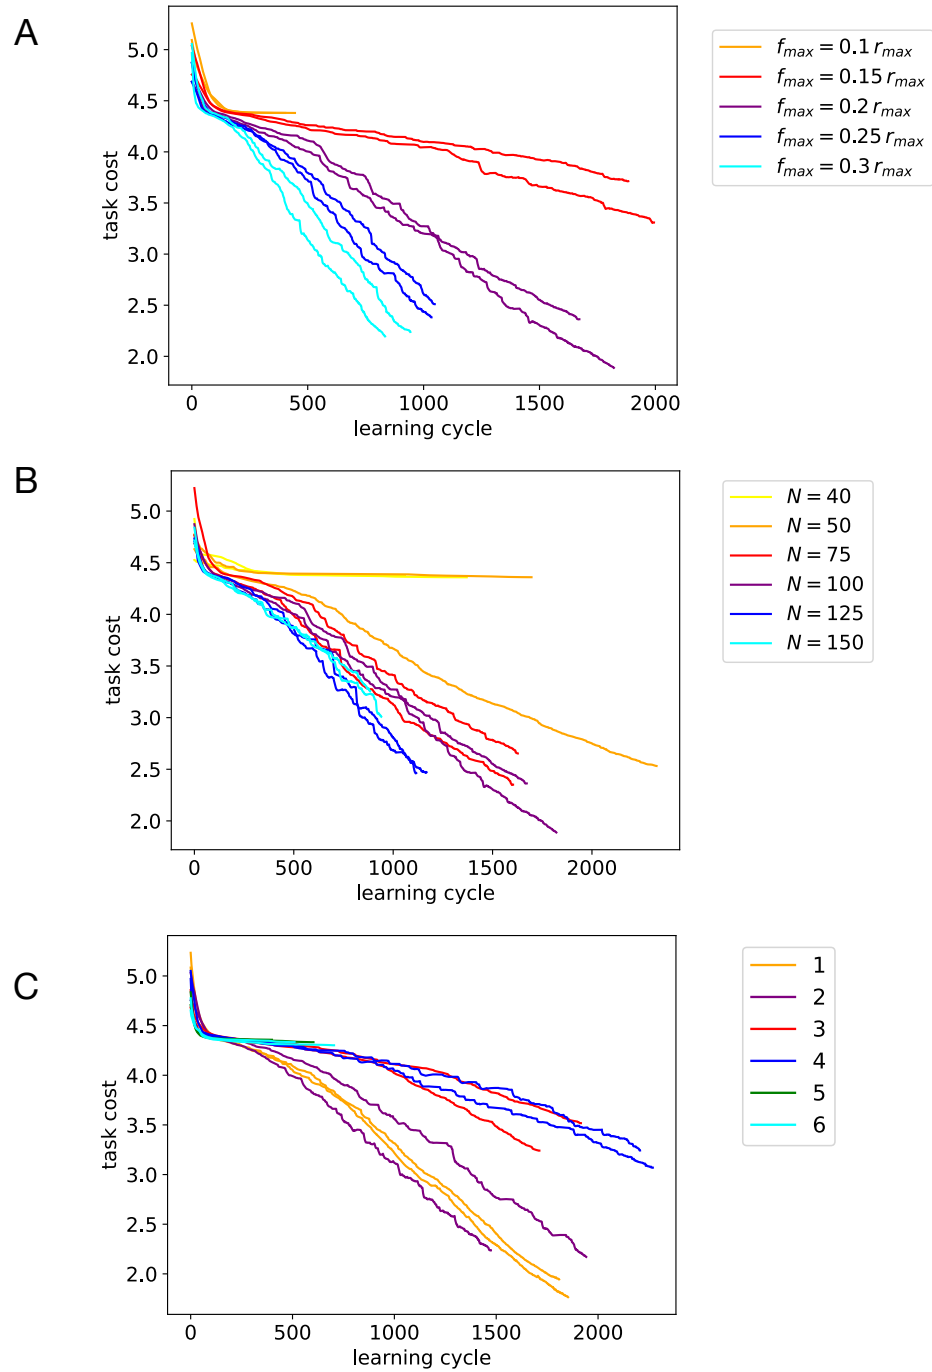 A
task cost
5.0
4.5
4.0
3.5
3.0
2.5
2.0
0 500 1000 1500 2000
learning cycle
f_max = 0.1 r_max
f_max = 0.15 r_max
f_max = 0.2 r_max
f_max = 0.25 r_max
f_max = 0.3 r_max
B
task cost
5.0
4.5
4.0
3.5
3.0
2.5
2.0
0 500 1000 1500 2000
learning cycle
N = 40
N = 50
N = 75
N = 100
N = 125
N = 150
C
task cost
5.0
4.5
4.0
3.5
3.0
2.5
2.0
0 500 1000 1500 2000
learning cycle
1
2
3
4
5
6